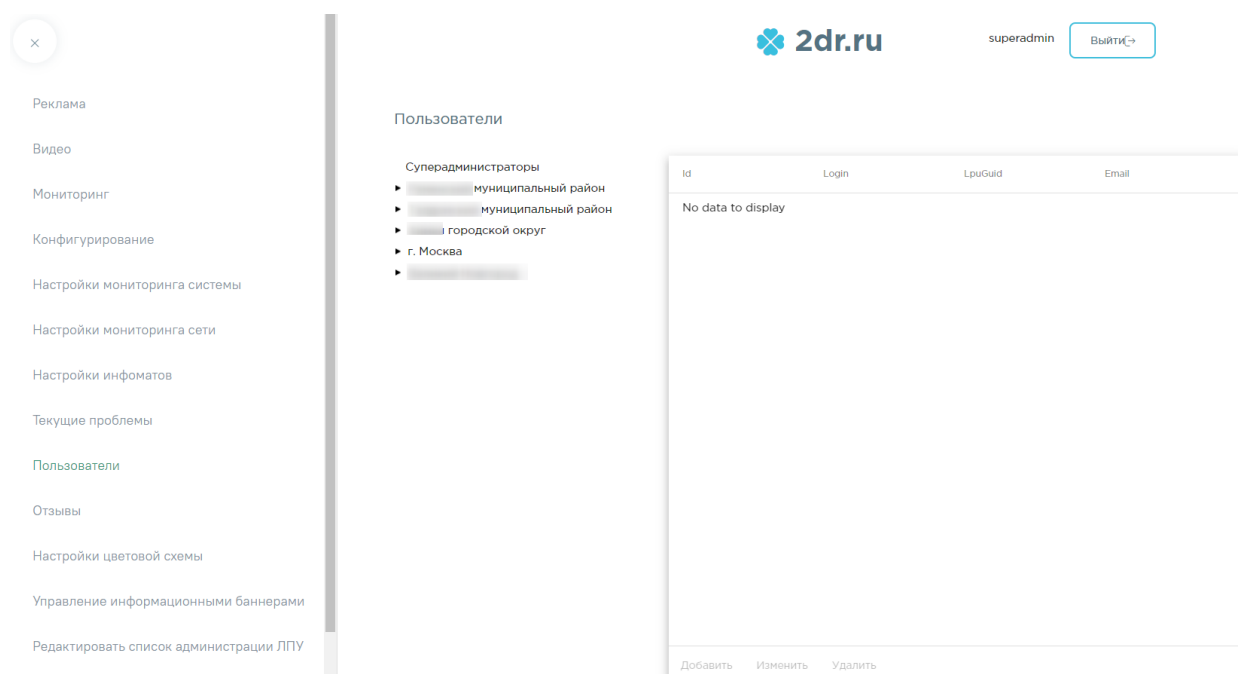 2dr.ru
superadmin
Выйти
Реклама
Видео
Мониторинг
Конфигурирование
Настройки мониторинга системы
Настройки мониторинга сети
Настройки инфоматов
Текущие проблемы
Пользователи
Отзывы
Настройки цветовой схемы
Управление информационными баннерами
Редактировать список администрации ЛПУ
Пользователи
Суперадминистраторы
муниципальный район
муниципальный район
городской округ
г. Москва
Id Login LpuGuid Email
No data to display
Добавить Изменить Удалить